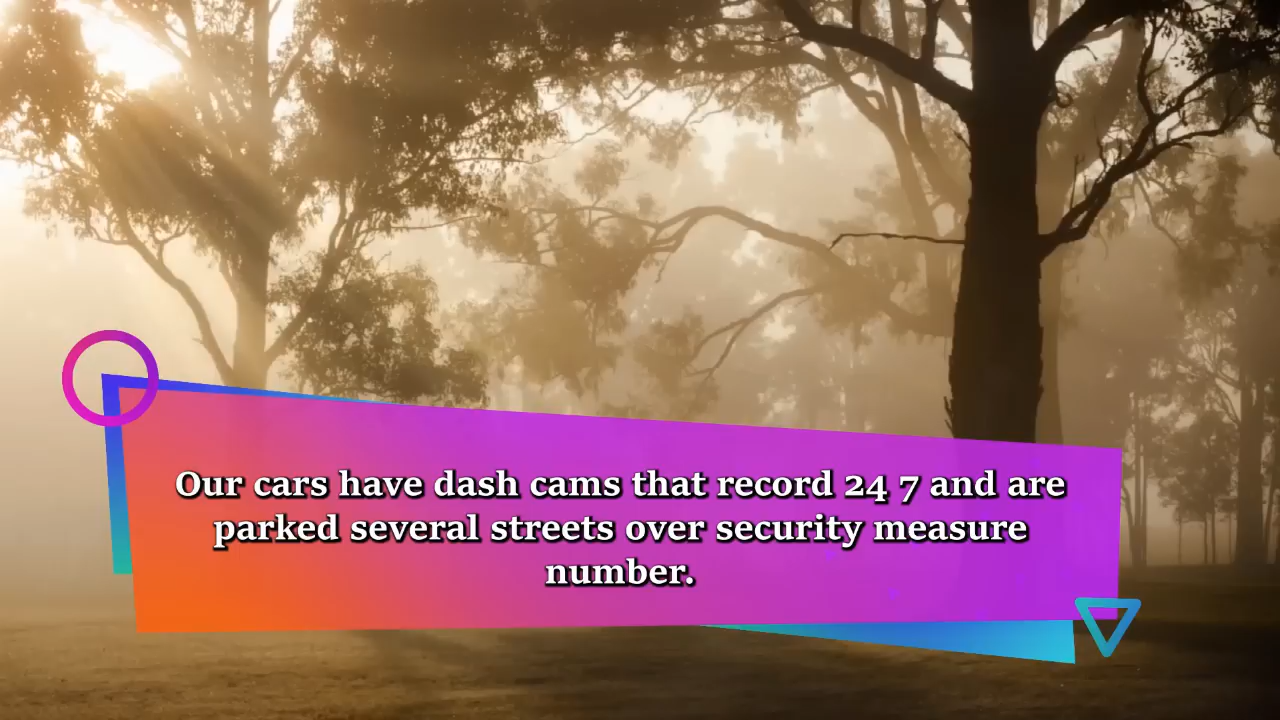 Our cars have dash cams that record 24 7 and are
parked several streets over security measure
number.